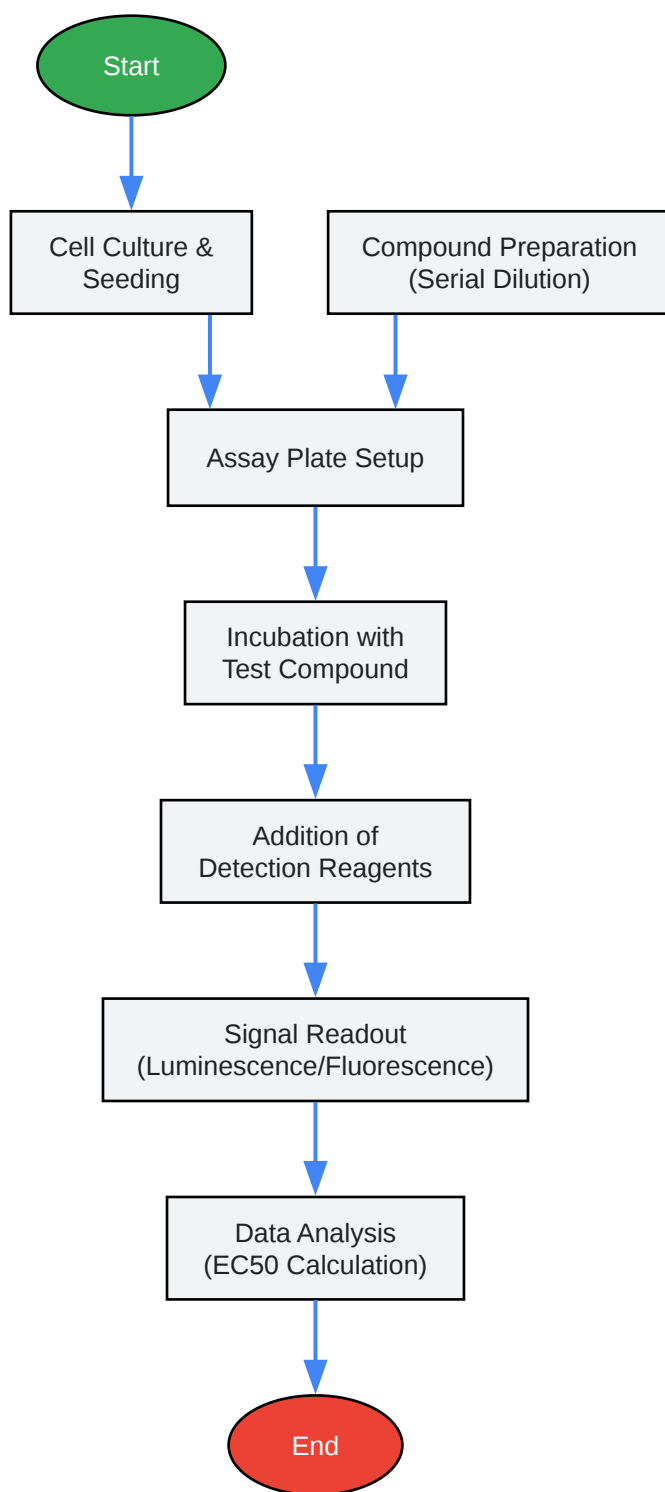 Start
Cell Culture &
Seeding
Compound Preparation
(Serial Dilution)
Assay Plate Setup
Incubation with
Test Compound
Addition of
Detection Reagents
Signal Readout
(Luminescence/Fluorescence)
Data Analysis
(EC50 Calculation)
End